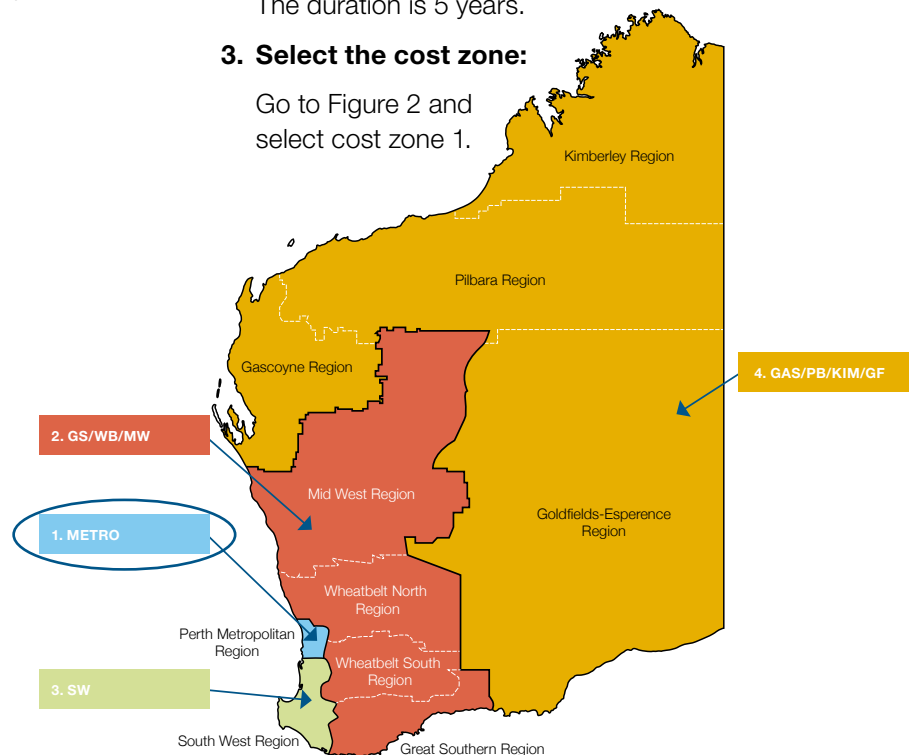 The duration is 5 years.
3. Select the cost zone:
Go to Figure 2 and
select cost zone 1.
Kimberley Region
Pilbara Region
Gascoyne Region
4. GAS/PB/KIM/GF
2. GS/WB/MW
Mid West Region
Goldfields-Esperence
Region
1. METRO
Wheatbelt North
Region
Perth Metropolitan
Region
Wheatbelt South
Region
3. SW
South West Region
Great Southern Region